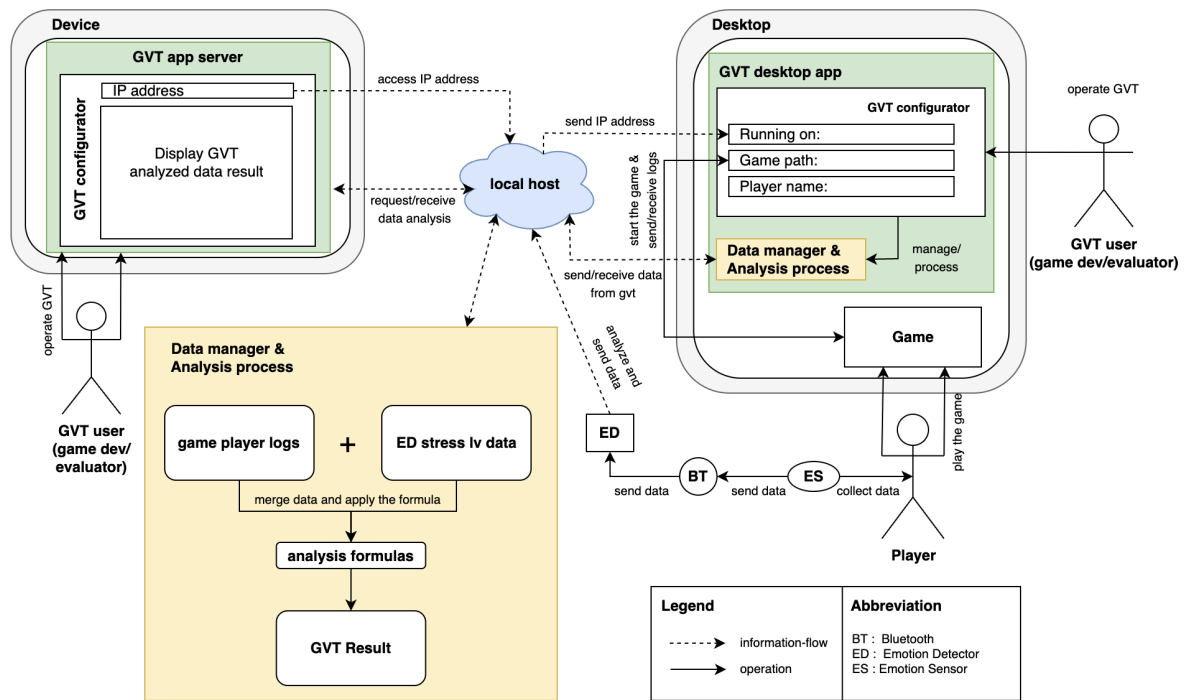 Device
GVT app server
GVT configurator
IP address
Display GVT
analyzed data result
operate GVT
GVT user
(game dev/
evaluator)
access IP address
send IP address
local host
request/receive
data analysis
start the game &
send/receive logs
send/receive data
from gvt
analyze and
send data
Desktop
GVT desktop app
GVT configurator
Running on:
Game path:
Player name:
Data manager &
Analysis process
manage/
process
Game
operate GVT
GVT user
(game dev/evaluator)
play the game
Player
ED
BT
ES
send data
send data
collect data
Data manager &
Analysis process
game player logs
+
ED stress lv data
merge data and apply the formula
analysis formulas
GVT Result
Legend
information-flow
operation
Abbreviation
BT : Bluetooth
ED : Emotion Detector
ES : Emotion Sensor